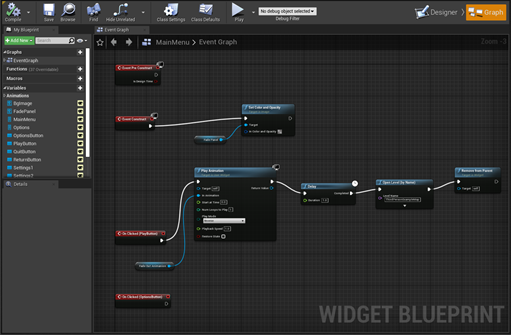 Compile
Save
Browse
Find
Hide Unrelated
Class Settings
Class Defaults
Play
No debug object selected
Debug Filter
Designer
Graph
My Blueprint
Event Graph
Add New
Search
MainMenu > Event Graph
Zoom
Graphs
EventGraph
Functions
Macros
Variables
Animations
BgImage
FadePanel
MainMenu
Options
OptionsButton
PlayButton
QuitButton
ReturnButton
Settings1
Settings2
Details
Event Pre Construct
Is Design Time
Event Construct
Set Color and Opacity
Target
In Color and Opacity
Fade Panel
Play Animation
Target self
Return Value
In Animation
Start at Time
Num Loops to Play
Play Mode
Playback Speed
Restore State
Delay
Completed
Duration
Open Level (by Name)
Level Name
Remove from Parent
Target self
On Clicked (PlayButton)
On Clicked (OptionsButton)
WIDGET BLUEPRINT